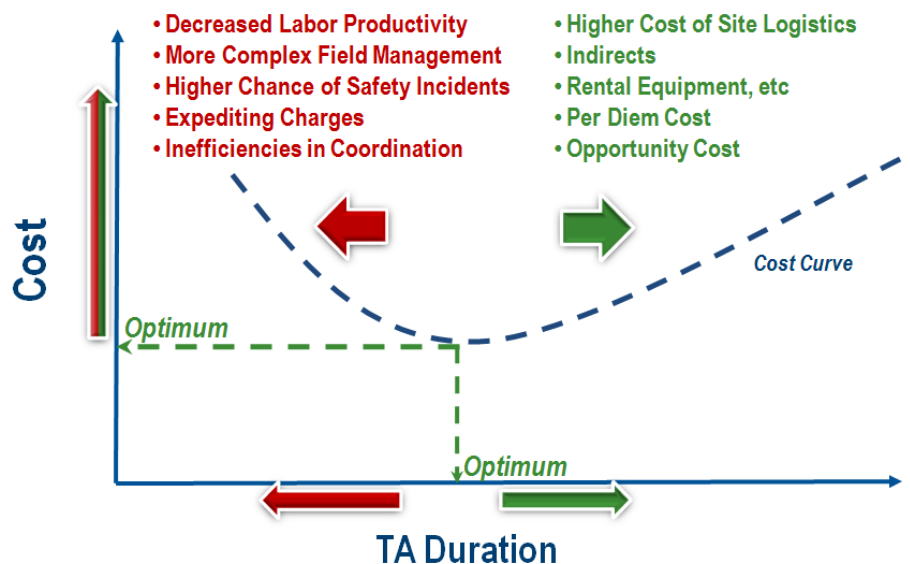 • Decreased Labor Productivity
• More Complex Field Management
• Higher Chance of Safety Incidents
• Expediting Charges
• Inefficiencies in Coordination
• Higher Cost of Site Logistics
• Indirects
• Rental Equipment, etc
• Per Diem Cost
• Opportunity Cost
Cost
Cost Curve
Optimum
Optimum
TA Duration